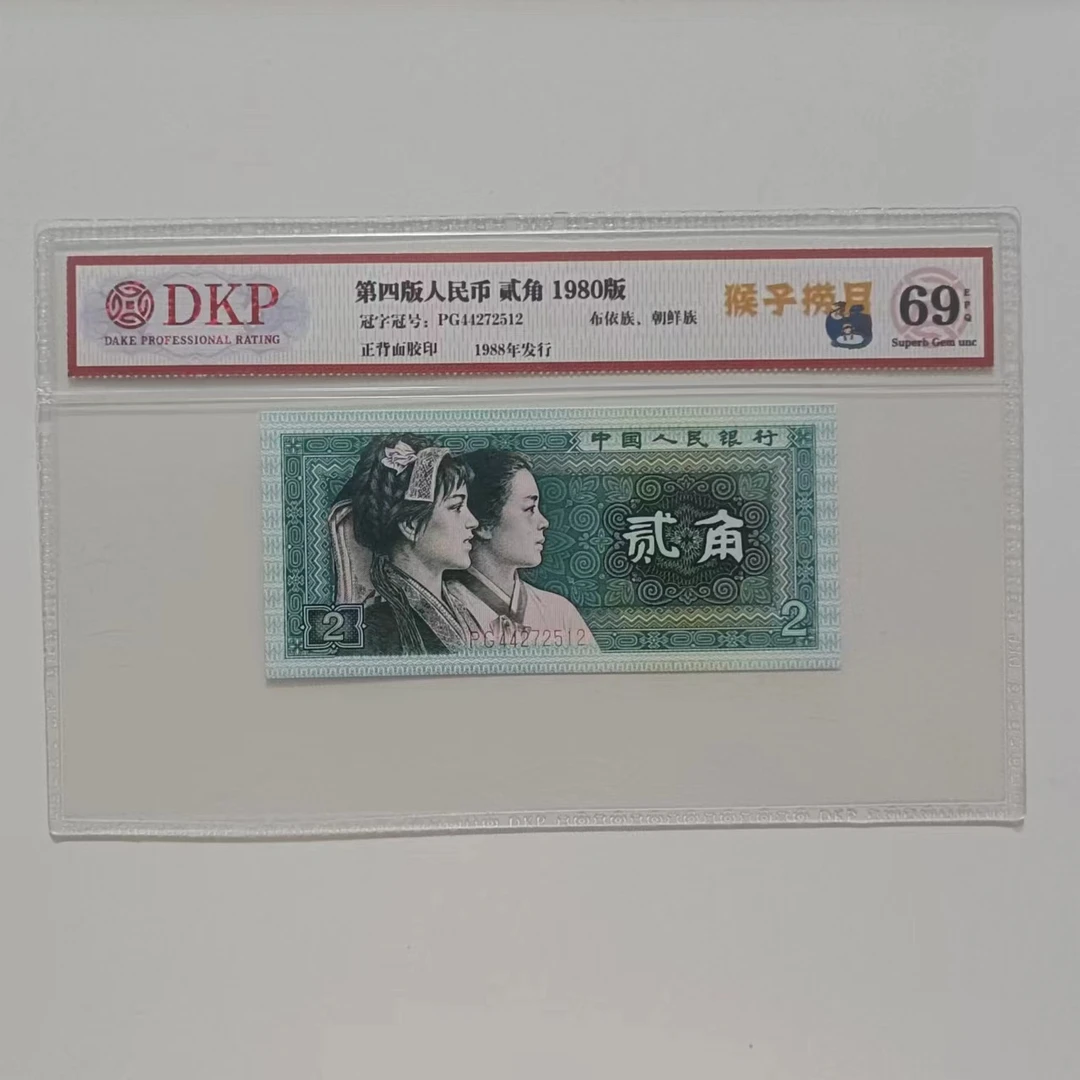 DKP
DAKE PROFESSIONAL RATING
第四版人民币 贰角 1980版
冠字冠号：PG44272512 布依族、朝鲜族
正背面胶印 1988年发行
猴子捞月
69
EPQ
Superb Gem unc
中国人民银行
贰角
2
PG44272512
2
DKP
DKP